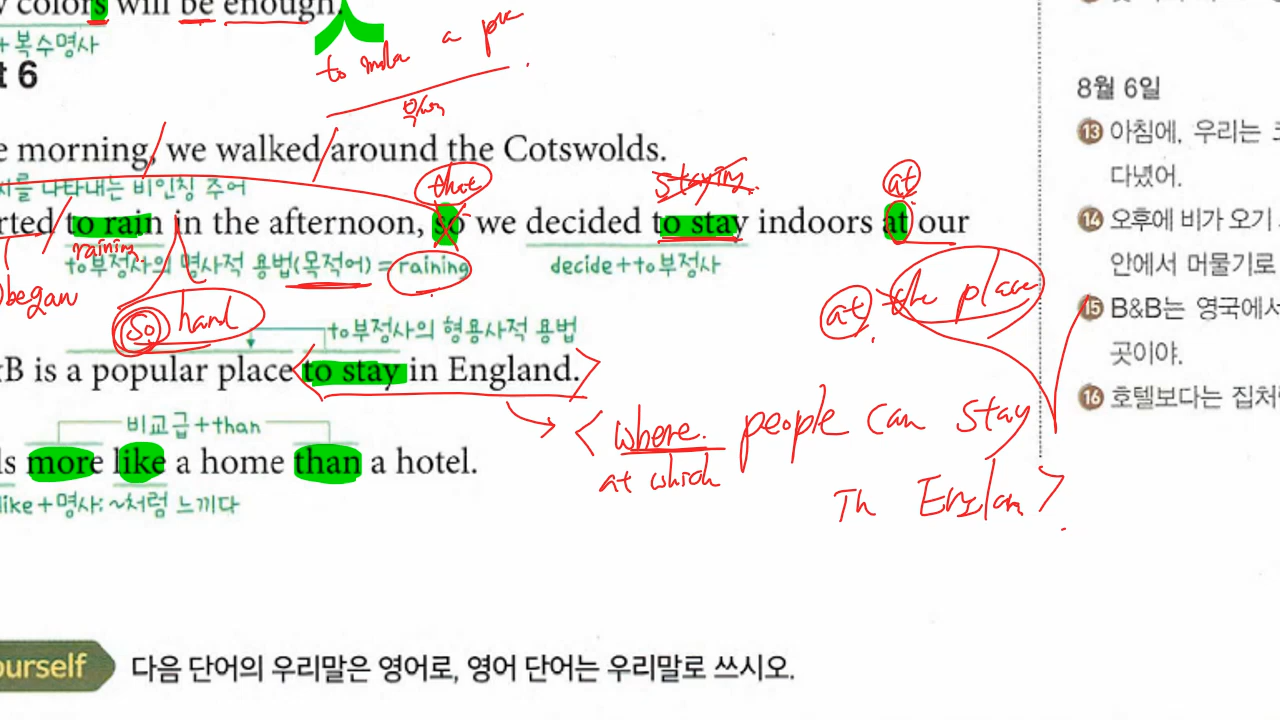 colors will be enough.
+ 복수명사
to make a pic
t 6
8월 6일
e morning, we walked around the Cotswolds.
⑬ 아침에, 우리는 코
다녔어.
를 나타내는 비인칭 주어
that
staying
at
rted to rain in the afternoon, so we decided to stay indoors at our
⑭ 오후에 비가 오기
raining
to부정사의 명사적 용법(목적어) = raining
decide+to부정사
안에서 머물기로
began
so hard
at the place
to부정사의 형용사적 용법
⑮ B&B는 영국에서
곳이야.
B is a popular place to stay in England.
⑯ 호텔보다는 집처럼
비교급+than
< where people can stay
ls more like a home than a hotel.
at which
like+명사: ~처럼 느끼다
In England >
ourself
다음 단어의 우리말은 영어로, 영어 단어는 우리말로 쓰시오.